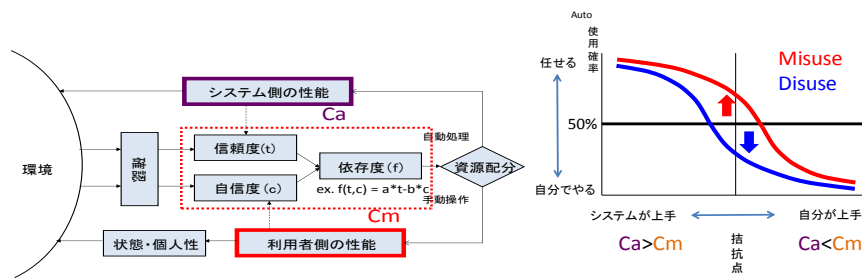 システム側の性能
Ca
環境
確認
信頼度(t)
自信度(c)
依存度(f)
ex. f(t,c) = a*t-b*c
自動処理
手動操作
資源配分
Cm
状態・個人性
利用者側の性能
Auto
使用確率
任せる
50%
自分でやる
Misuse
Disuse
システムが上手
自分が上手
Ca>Cm
拮抗点
Ca<Cm